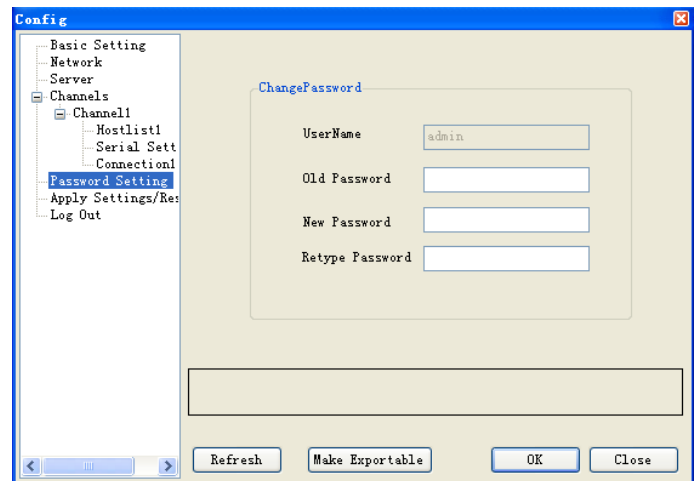 Config
Basic Setting
Network
Server
Channels
Channel1
Hostlist1
Serial Sett
Connection1
Password Setting
Apply Settings/Res
Log Out
ChangePassword
UserName
admin
Old Password
New Password
Retype Password
Refresh
Make Exportable
OK
Close